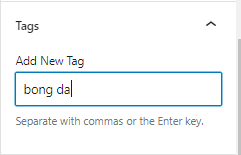 Tags
Add New Tag
bong da
Separate with commas or the Enter key.